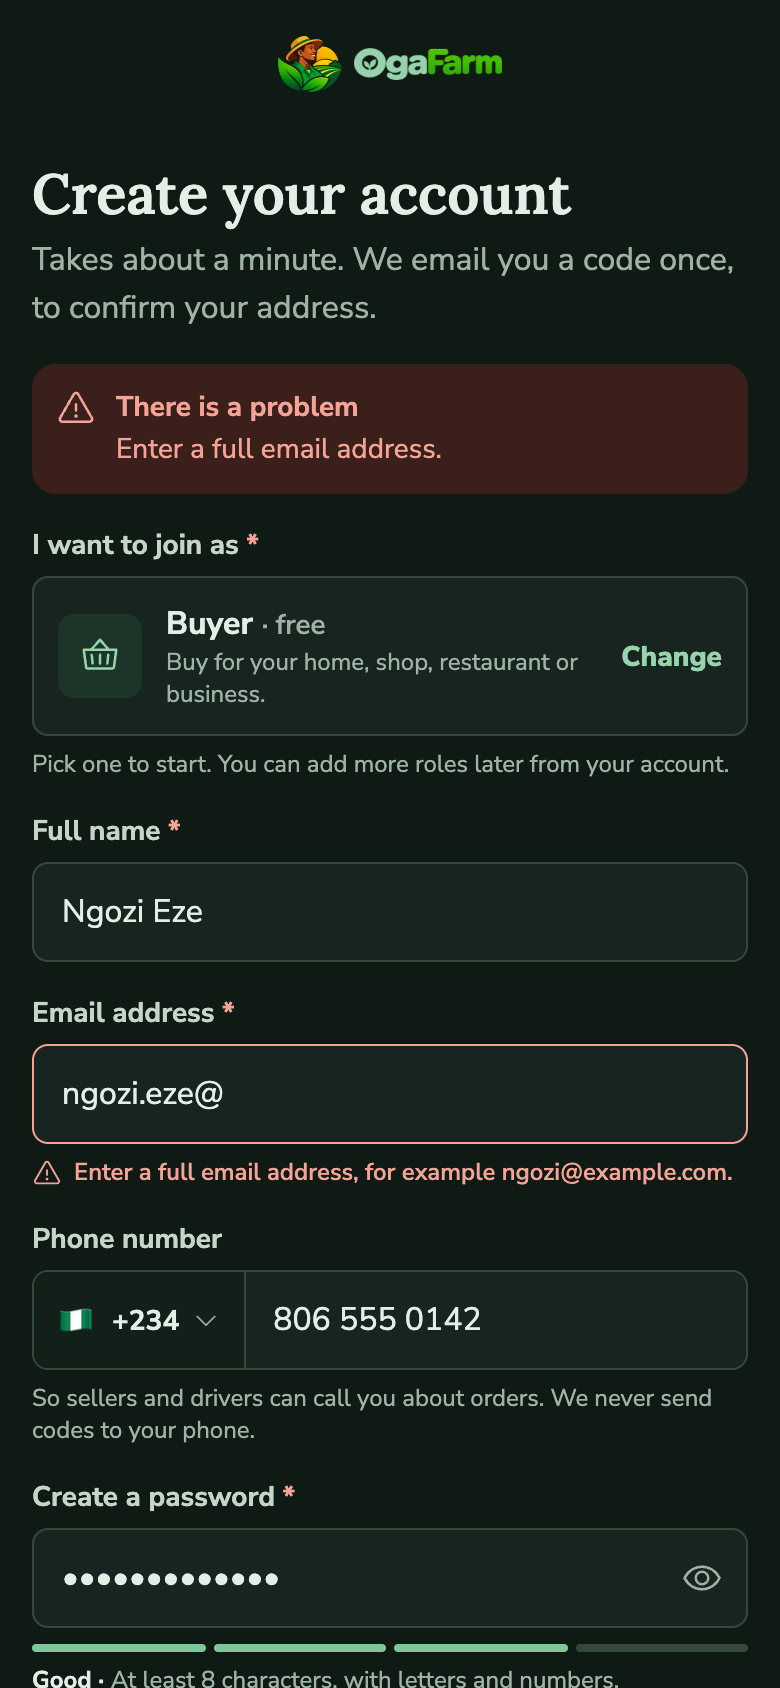 OgaFarm
Create your account
Takes about a minute. We email you a code once,
to confirm your address.
There is a problem
Enter a full email address.
I want to join as *
Buyer · free
Buy for your home, shop, restaurant or
business.
Change
Pick one to start. You can add more roles later from your account.
Full name *
Ngozi Eze
Email address *
ngozi.eze@
Enter a full email address, for example ngozi@example.com.
Phone number
+234
806 555 0142
So sellers and drivers can call you about orders. We never send
codes to your phone.
Create a password *
•••••••••••••
Good · At least 8 characters, with letters and numbers.